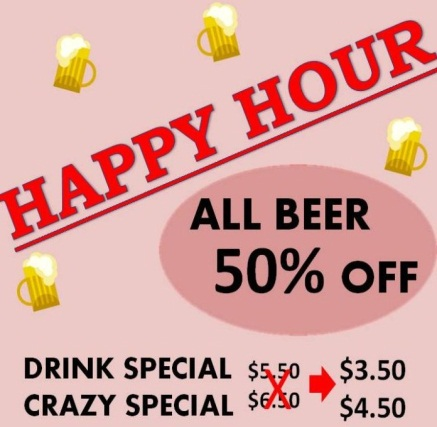 HAPPY HOUR
ALL BEER
50% OFF
DRINK SPECIAL $5.50 $3.50
CRAZY SPECIAL $6.50 $4.50